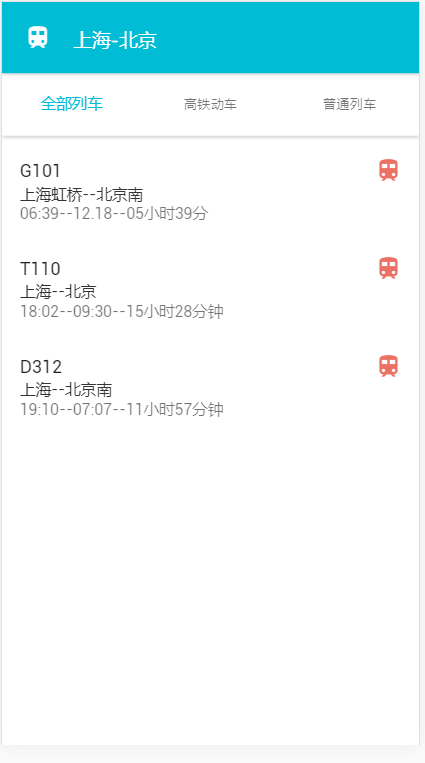 上海-北京
全部列车 高铁动车 普通列车
G101
上海虹桥--北京南
06:39--12.18--05小时39分
T110
上海--北京
18:02--09:30--15小时28分钟
D312
上海--北京南
19:10--07:07--11小时57分钟